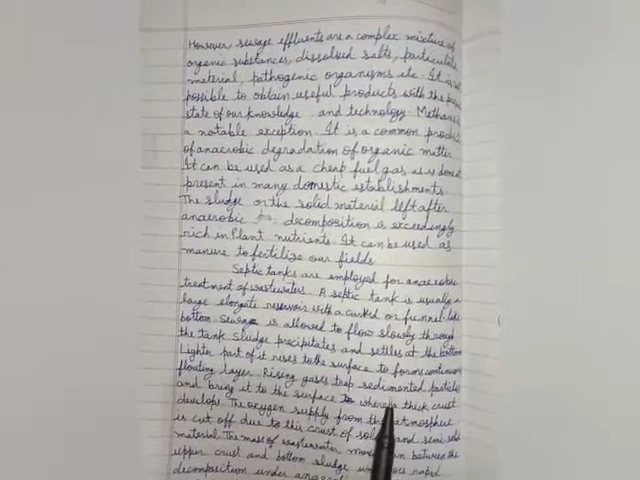 However, sewage effluents are a complex mixture of
organic substances, dissolved salts, particulate
material, pathogenic organisms etc. It is not
possible to obtain useful products with the
state of our knowledge and technology. Methane is
a notable exception. It is a common product
of anaerobic degradation of organic matter.
It can be used as a cheap fuel gas as is done at
present in many domestic establishments.
The sludge or the solid material left after
anaerobic decomposition is exceedingly
rich in Plant nutrients. It can be used as
manure to fertilize our fields.
Septic tanks are employed for anaerobic
treatment of wastewaters. A septic tank is usually a
large elongate reservoir with a curved or funnel-like
bottom. Sewage is allowed to flow slowly through
the tank. Sludge precipitates and settles at the bottom
Lighter part of it rises to the surface to form continuous
floating layer. Rising gases trap sedimented particles
and bring it to the surface where a thick crust
develops. The oxygen supply from the atmosphere
is cut off due to this crust of and semi solid
material. The mass of wastewater in between the
upper crust and bottom sludge rapid
decomposition under